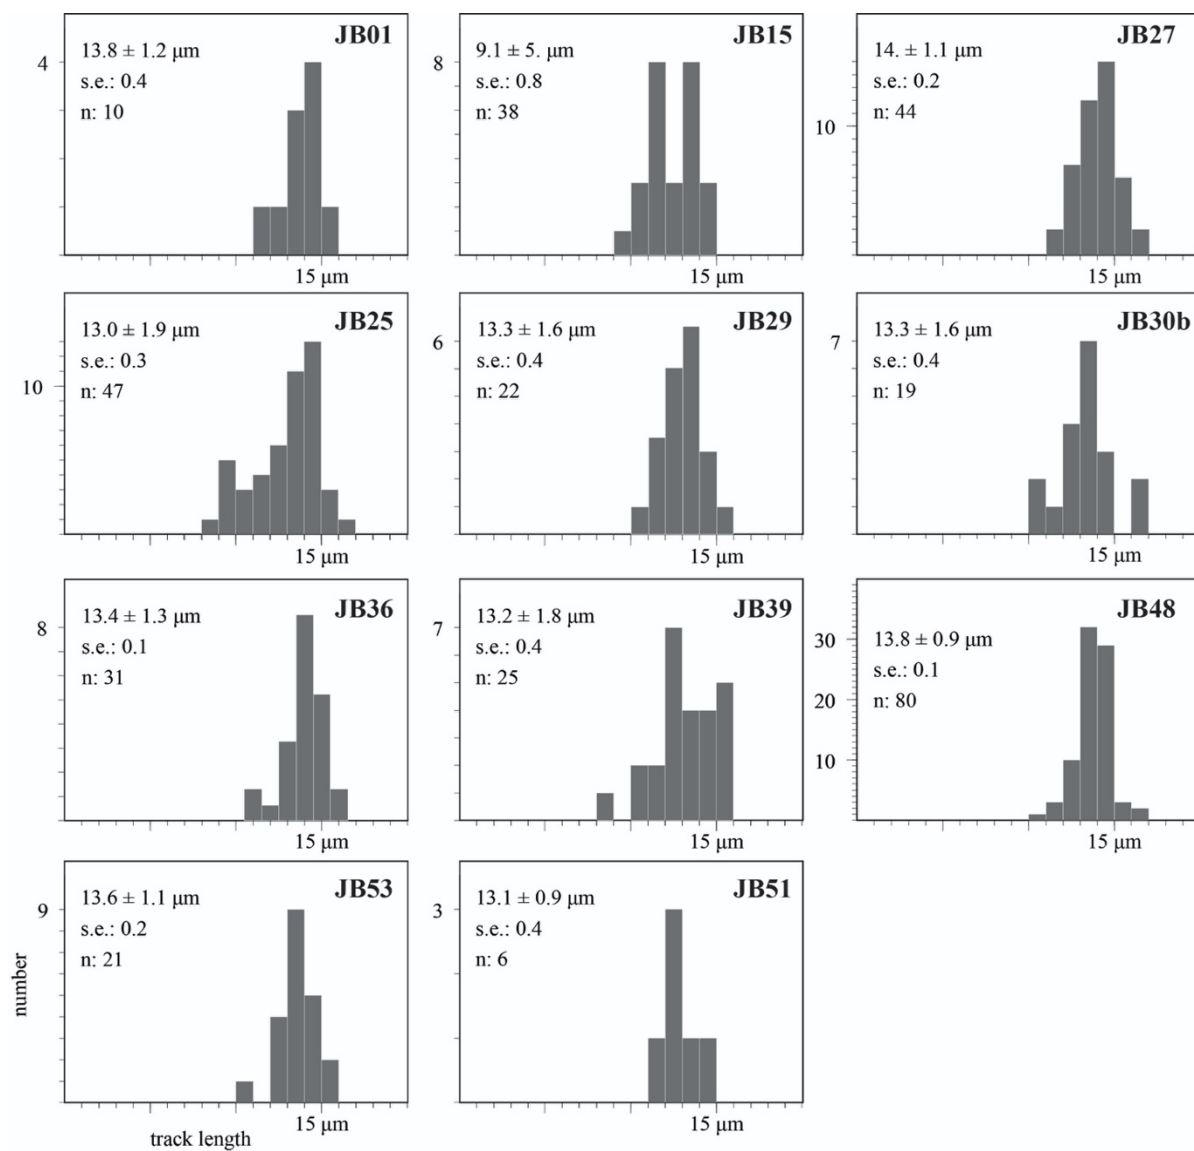 JB01
13.8 ± 1.2 μm
s.e.: 0.4
n: 10
4
15 μm
JB15
9.1 ± 5. μm
s.e.: 0.8
n: 38
8
15 μm
JB27
14. ± 1.1 μm
s.e.: 0.2
n: 44
10
15 μm
JB25
13.0 ± 1.9 μm
s.e.: 0.3
n: 47
10
15 μm
JB29
13.3 ± 1.6 μm
s.e.: 0.4
n: 22
6
15 μm
JB30b
13.3 ± 1.6 μm
s.e.: 0.4
n: 19
7
15 μm
JB36
13.4 ± 1.3 μm
s.e.: 0.1
n: 31
8
15 μm
JB39
13.2 ± 1.8 μm
s.e.: 0.4
n: 25
7
15 μm
JB48
13.8 ± 0.9 μm
s.e.: 0.1
n: 80
30
20
10
15 μm
JB53
13.6 ± 1.1 μm
s.e.: 0.2
n: 21
9
number
15 μm
track length
JB51
13.1 ± 0.9 μm
s.e.: 0.4
n: 6
3
15 μm